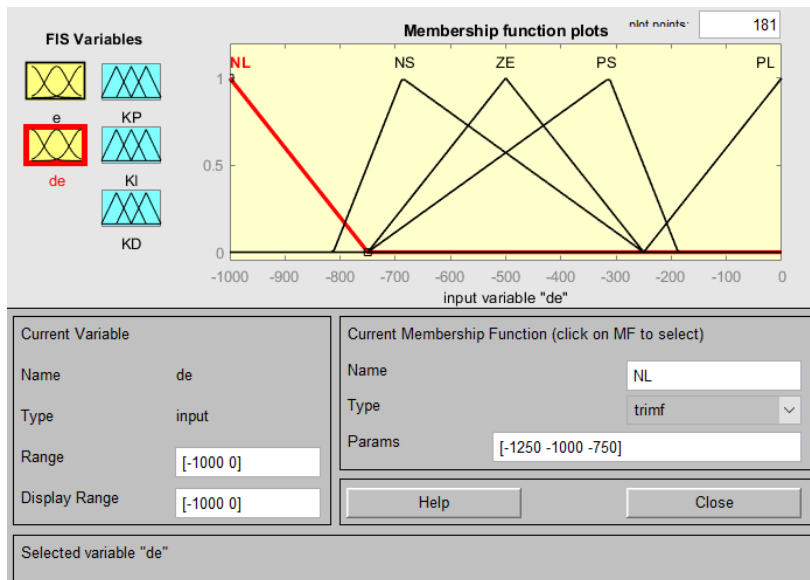 FIS Variables
e
KP
de
KI
KD
Membership function plots
plot points:
181
NL
NS
ZE
PS
PL
1
0.5
0
-1000
-900
-800
-700
-600
-500
-400
-300
-200
-100
0
input variable "de"
Current Variable
Name
de
Type
input
Range
[-1000 0]
Display Range
[-1000 0]
Current Membership Function (click on MF to select)
Name
NL
Type
trimf
Params
[-1250 -1000 -750]
Help
Close
Selected variable "de"